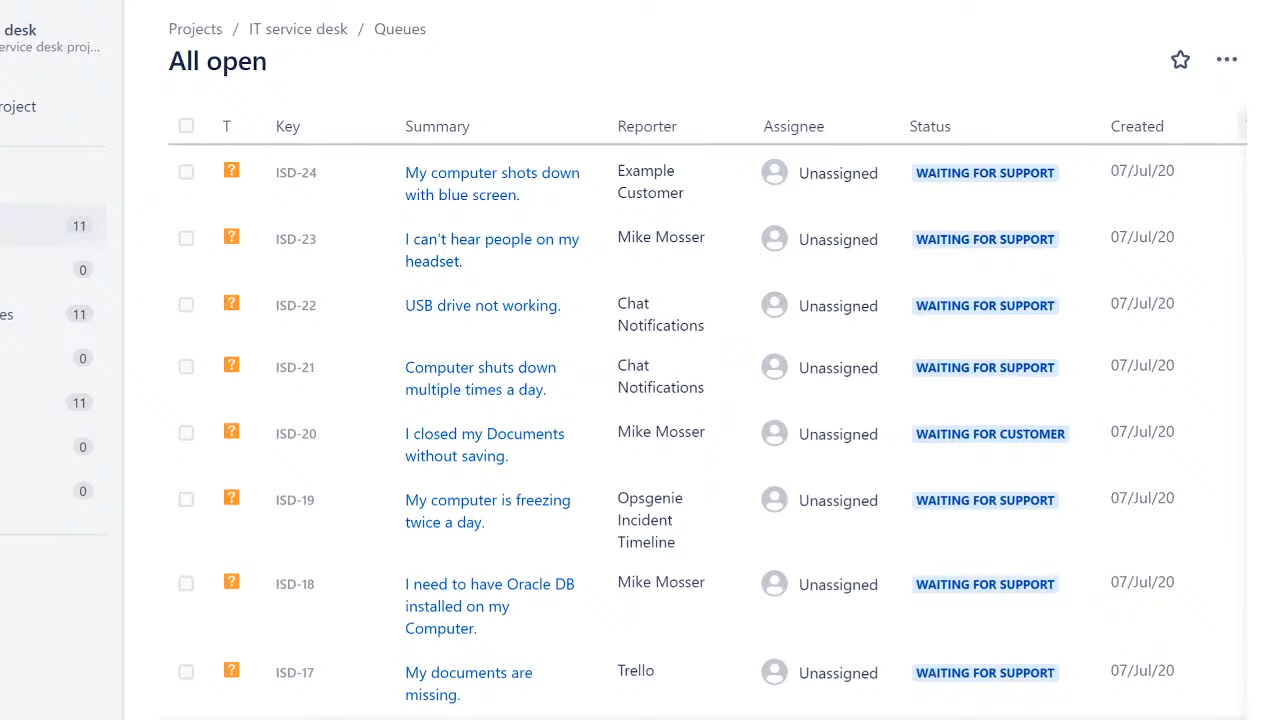 desk
ervice desk proj...
roject
11
0
es 11
0
11
0
0
Projects / IT service desk / Queues
All open
T Key Summary Reporter Assignee Status Created
? ISD-24 My computer shots down Example Unassigned WAITING FOR SUPPORT 07/Jul/20
with blue screen. Customer
? ISD-23 I can't hear people on my Mike Mosser Unassigned WAITING FOR SUPPORT 07/Jul/20
headset.
? ISD-22 USB drive not working. Chat Unassigned WAITING FOR SUPPORT 07/Jul/20
Notifications
? ISD-21 Computer shuts down Chat Unassigned WAITING FOR SUPPORT 07/Jul/20
multiple times a day. Notifications
? ISD-20 I closed my Documents Mike Mosser Unassigned WAITING FOR CUSTOMER 07/Jul/20
without saving.
? ISD-19 My computer is freezing Opsgenie Unassigned WAITING FOR SUPPORT 07/Jul/20
twice a day. Incident
Timeline
? ISD-18 I need to have Oracle DB Mike Mosser Unassigned WAITING FOR SUPPORT 07/Jul/20
installed on my
Computer.
? ISD-17 My documents are Trello Unassigned WAITING FOR SUPPORT 07/Jul/20
missing.